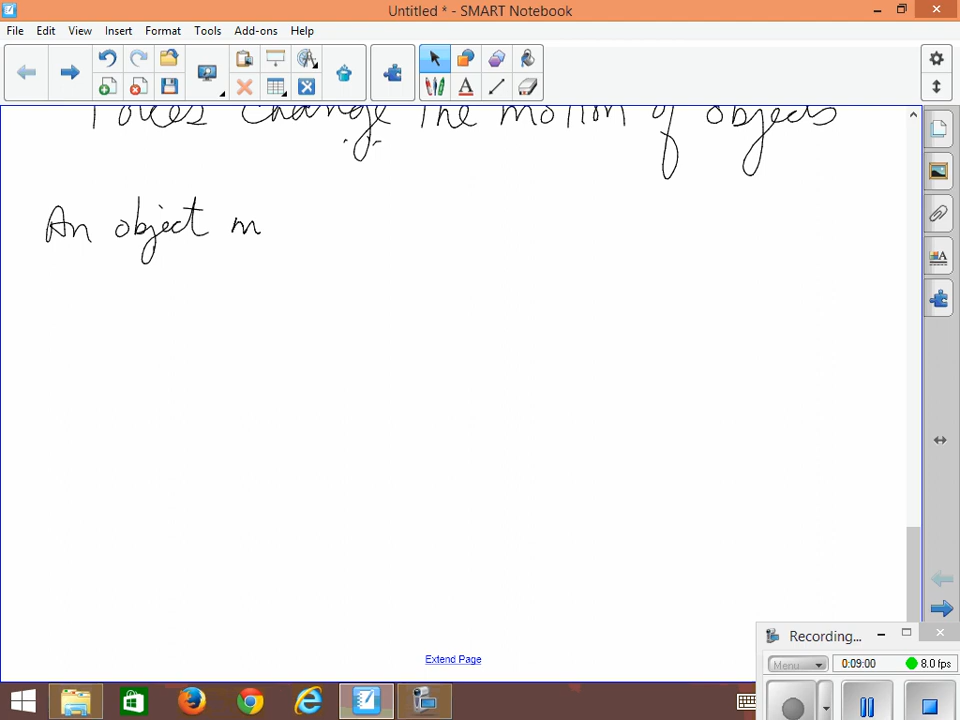 Untitled * - SMART Notebook
File Edit View Insert Format Tools Add-ons Help
Forces change the motion of objects
An object m
Extend Page
Recording...
Menu 0:09:00 8.0 fps